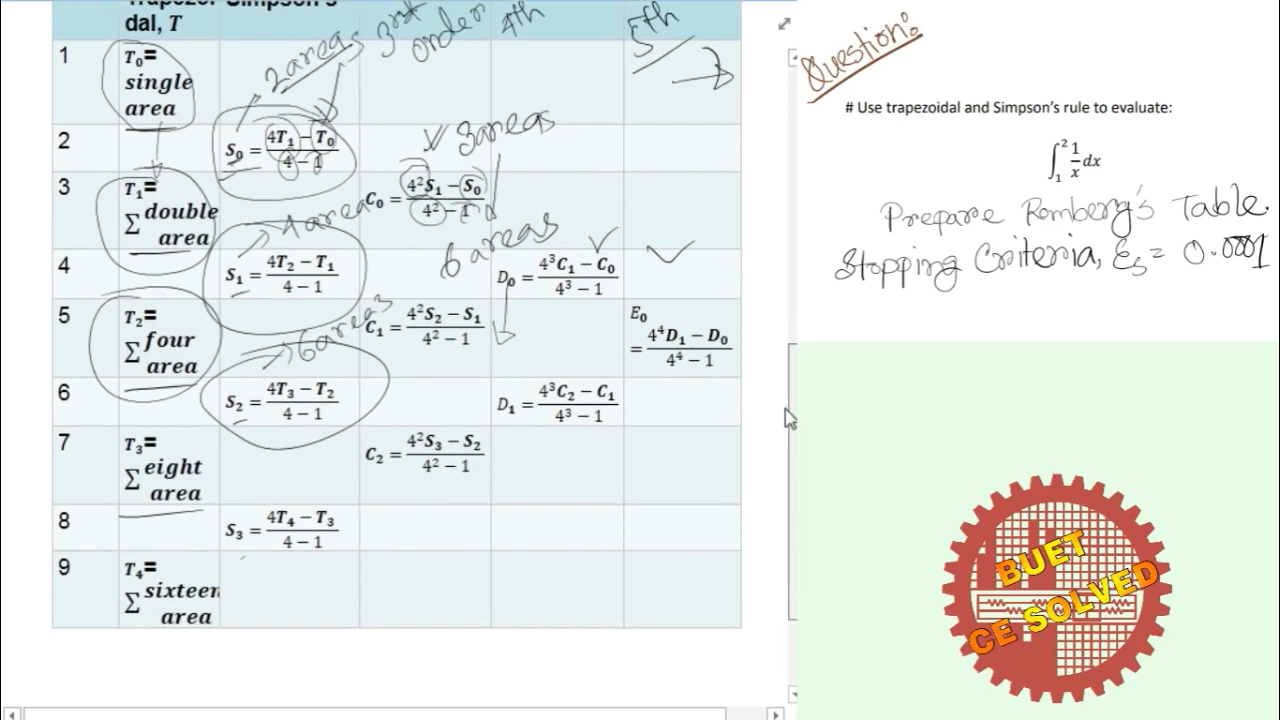 Trapezoi
dal, T
Simpson's
2 areas
3rd order
4th
5th
1
T₀=
single
area
2
S₀ = (4T₁ − T₀)/(4 − 1)
3 areas
3
T₁=
∑ double
area
C₀ = (4²S₁ − S₀)/(4² − 1)
4 area
6 areas
4
S₁ = (4T₂ − T₁)/(4 − 1)
D₀ = (4³C₁ − C₀)/(4³ − 1)
5
T₂=
∑ four
area
6 areas
C₁ = (4²S₂ − S₁)/(4² − 1)
E₀
= (4⁴D₁ − D₀)/(4⁴ − 1)
6
S₂ = (4T₃ − T₂)/(4 − 1)
D₁ = (4³C₂ − C₁)/(4³ − 1)
7
T₃=
∑ eight
area
C₂ = (4²S₃ − S₂)/(4² − 1)
8
S₃ = (4T₄ − T₃)/(4 − 1)
9
T₄=
∑ sixteen
area
Question:
# Use trapezoidal and Simpson's rule to evaluate:
∫₁² 1/x dx
Prepare Romberg's Table.
Stopping Criteria, Es = 0.0001
BUET
CE SOLVED